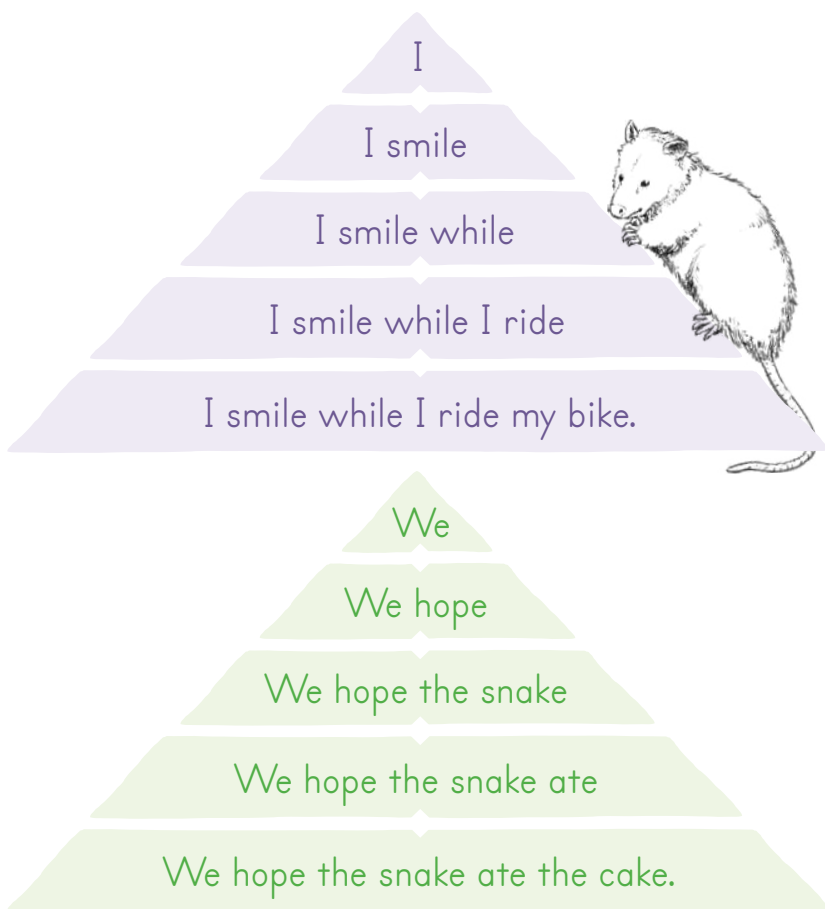 I
I smile
I smile while
I smile while I ride
I smile while I ride my bike.
We
We hope
We hope the snake
We hope the snake ate
We hope the snake ate the cake.